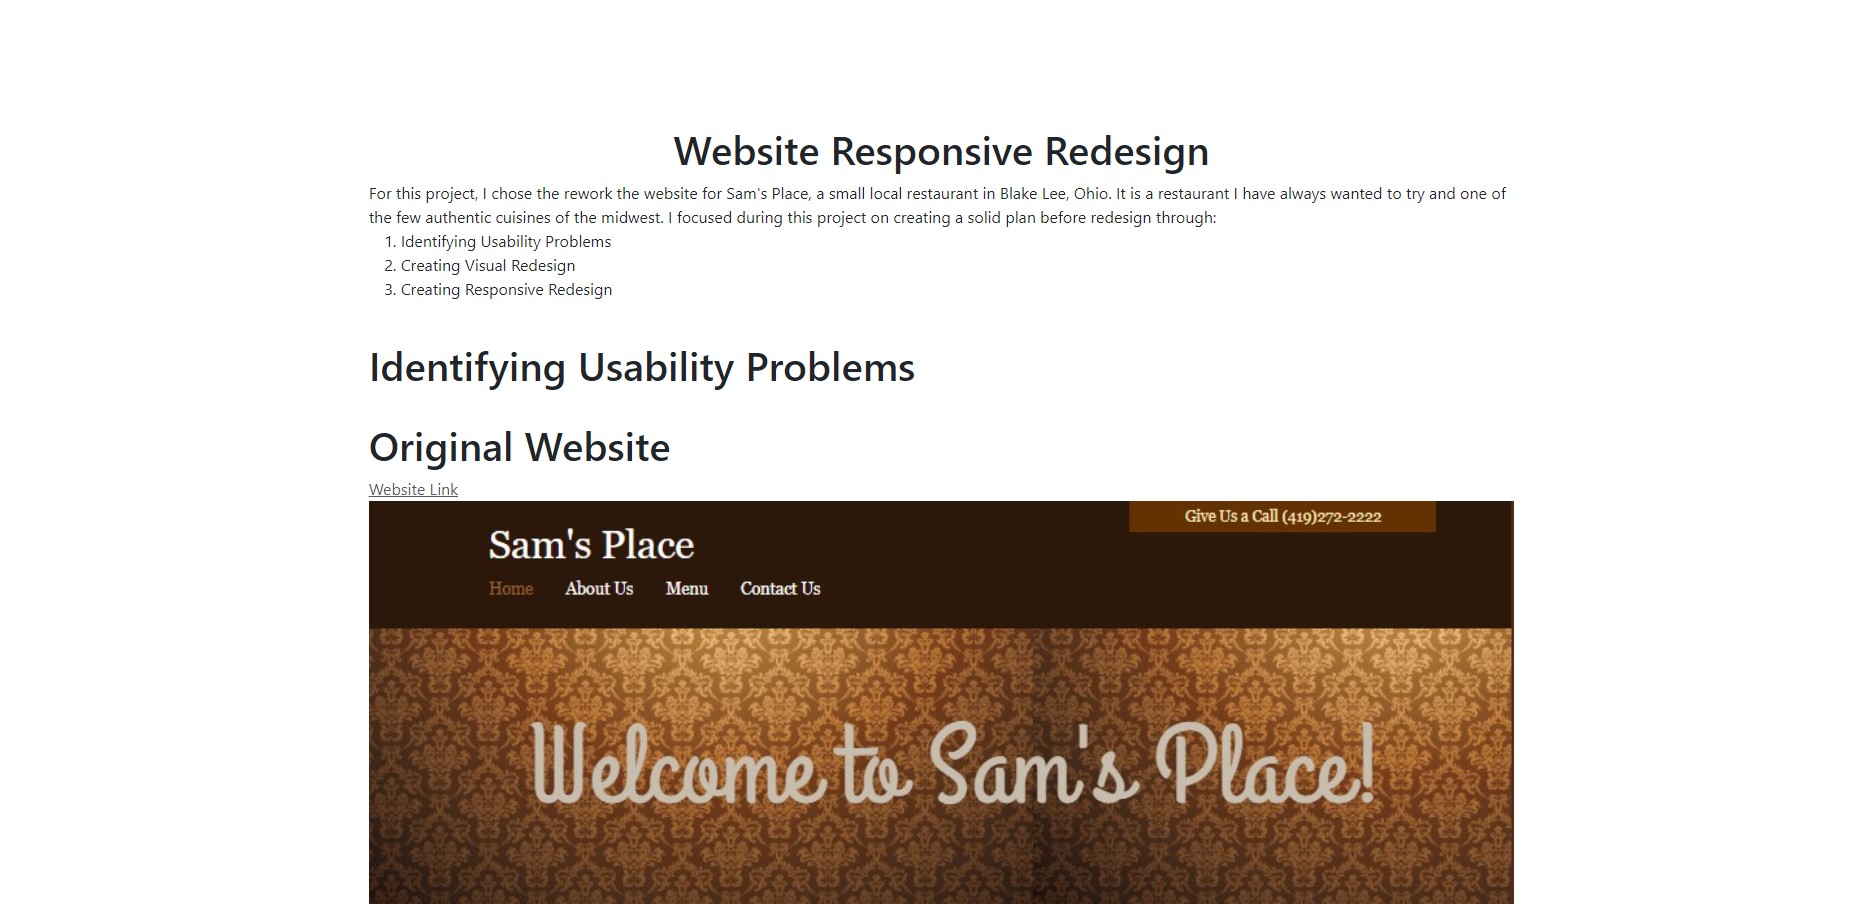 Website Responsive Redesign
For this project, I chose the rework the website for Sam's Place, a small local restaurant in Blake Lee, Ohio. It is a restaurant I have always wanted to try and one of
the few authentic cuisines of the midwest. I focused during this project on creating a solid plan before redesign through:
1. Identifying Usability Problems
2. Creating Visual Redesign
3. Creating Responsive Redesign
Identifying Usability Problems
Original Website
Website Link
Give Us a Call (419)272-2222
Sam's Place
Home About Us Menu Contact Us
Welcome to Sam's Place!